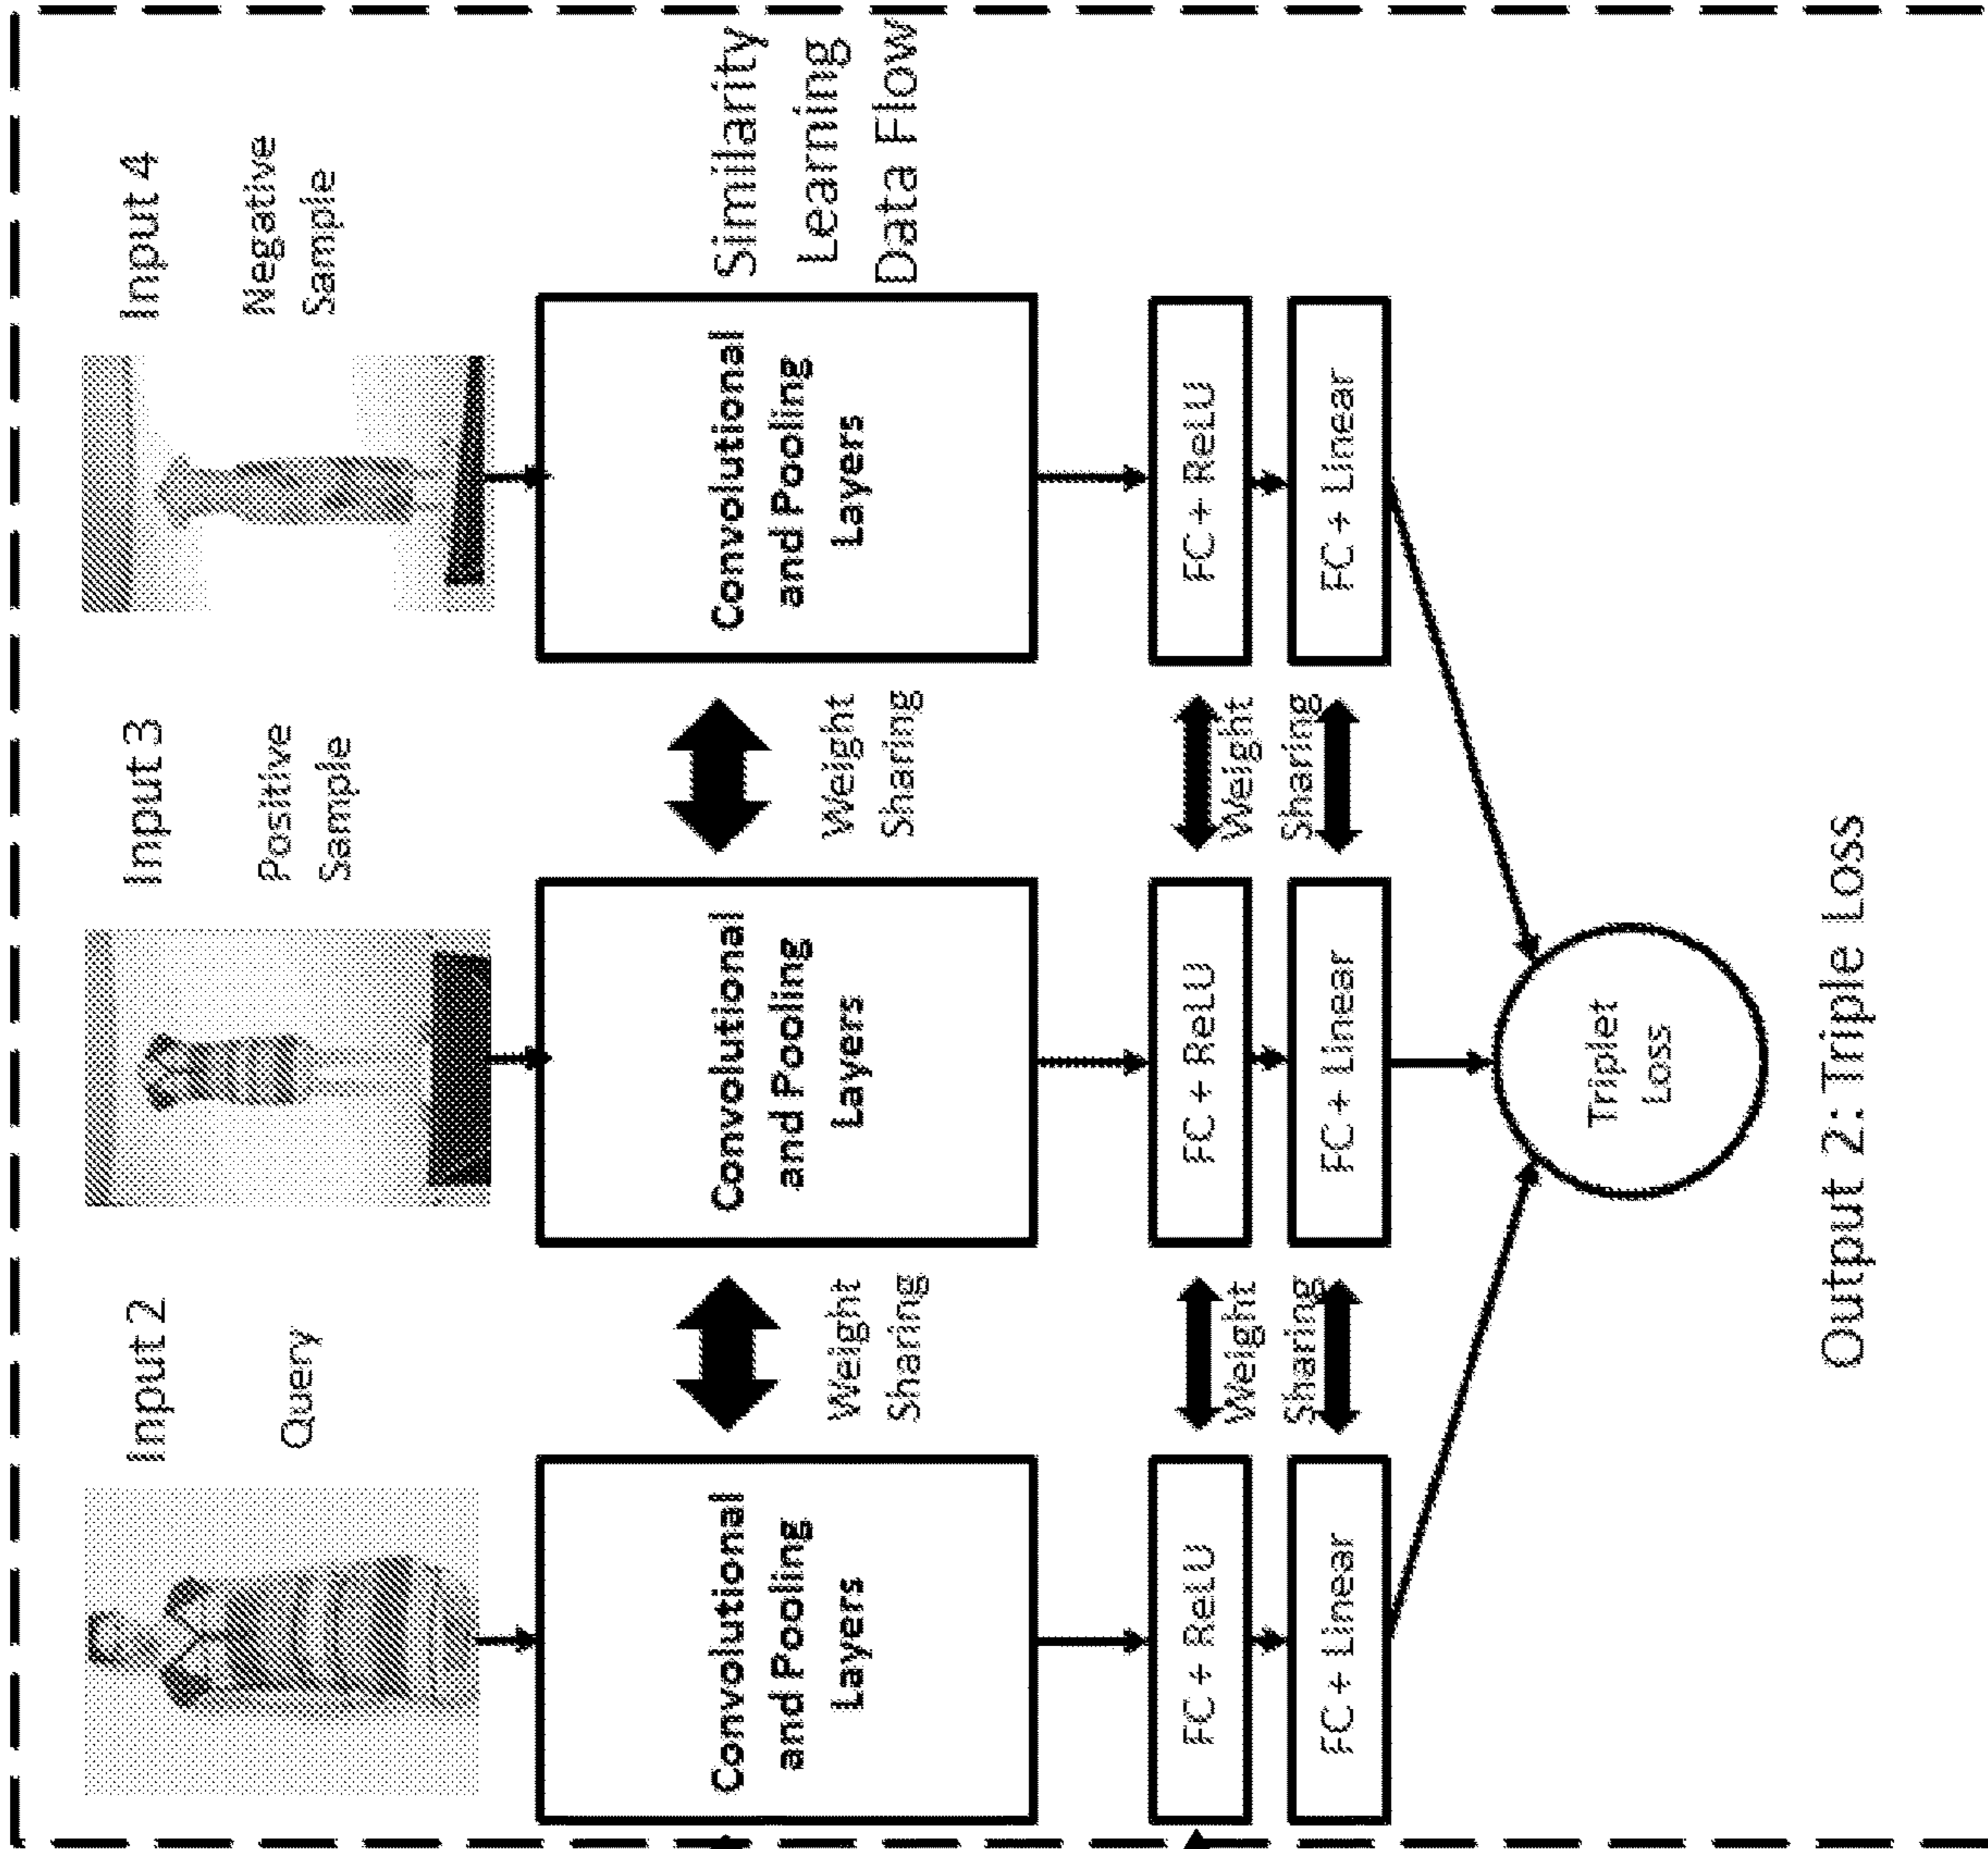 Input 2
Query
Input 3
Positive
Sample
Input 4
Negative
Sample
Convolutional
and Pooling
Layers
Weight
Sharing
Convolutional
and Pooling
Layers
Weight
Sharing
Convolutional
and Pooling
Layers
Similarity
Learning
Data Flow
FC + ReLU
Weight
Sharing
FC + ReLU
Weight
Sharing
FC + ReLU
FC + Linear
FC + Linear
FC + Linear
Triplet
Loss
Output 2: Triple Loss